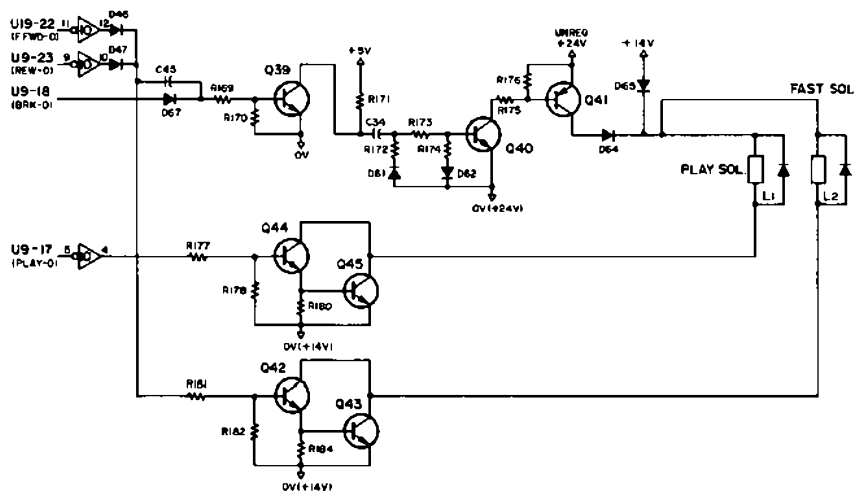 U19-22
(FFWD-0)
11
12
D46
U9-23
(REW-0)
9
10
D47
U9-18
(BRK-0)
C45
D67
R169
R170
Q39
0V
+5V
R171
C34
R172
R173
R174
D61
D62
Q40
0V(+24V)
UNREG
+24V
R176
R175
Q41
+14V
D65
D64
FAST SOL
PLAY SOL.
L1
L2
U9-17
(PLAY-0)
5
4
R177
R178
Q44
Q45
R180
0V(+14V)
R181
R182
Q42
Q43
R184
0V(+14V)